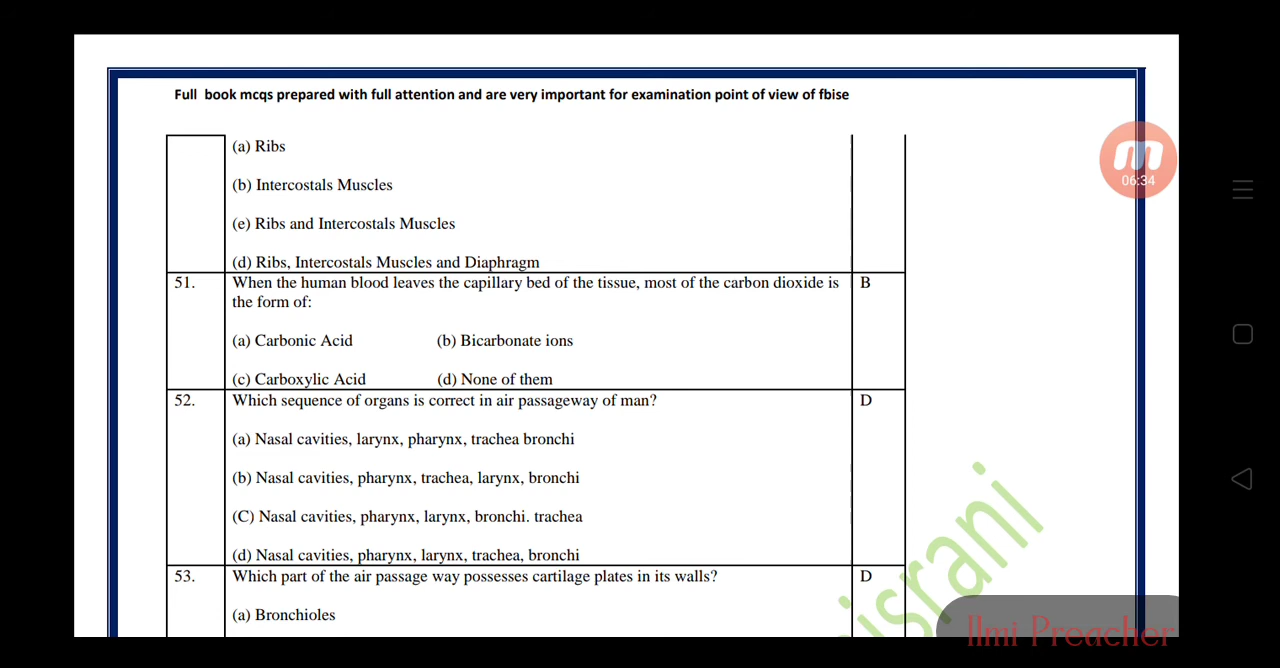 Full book mcqs prepared with full attention and are very important for examination point of view of fbise
(a) Ribs
(b) Intercostals Muscles
(e) Ribs and Intercostals Muscles
(d) Ribs, Intercostals Muscles and Diaphragm
51. When the human blood leaves the capillary bed of the tissue, most of the carbon dioxide is B
the form of:
(a) Carbonic Acid (b) Bicarbonate ions
(c) Carboxylic Acid (d) None of them
52. Which sequence of organs is correct in air passageway of man? D
(a) Nasal cavities, larynx, pharynx, trachea bronchi
(b) Nasal cavities, pharynx, trachea, larynx, bronchi
(C) Nasal cavities, pharynx, larynx, bronchi. trachea
(d) Nasal cavities, pharynx, larynx, trachea, bronchi
53. Which part of the air passage way possesses cartilage plates in its walls? D
(a) Bronchioles
06:34
israni
Ilmi Preacher